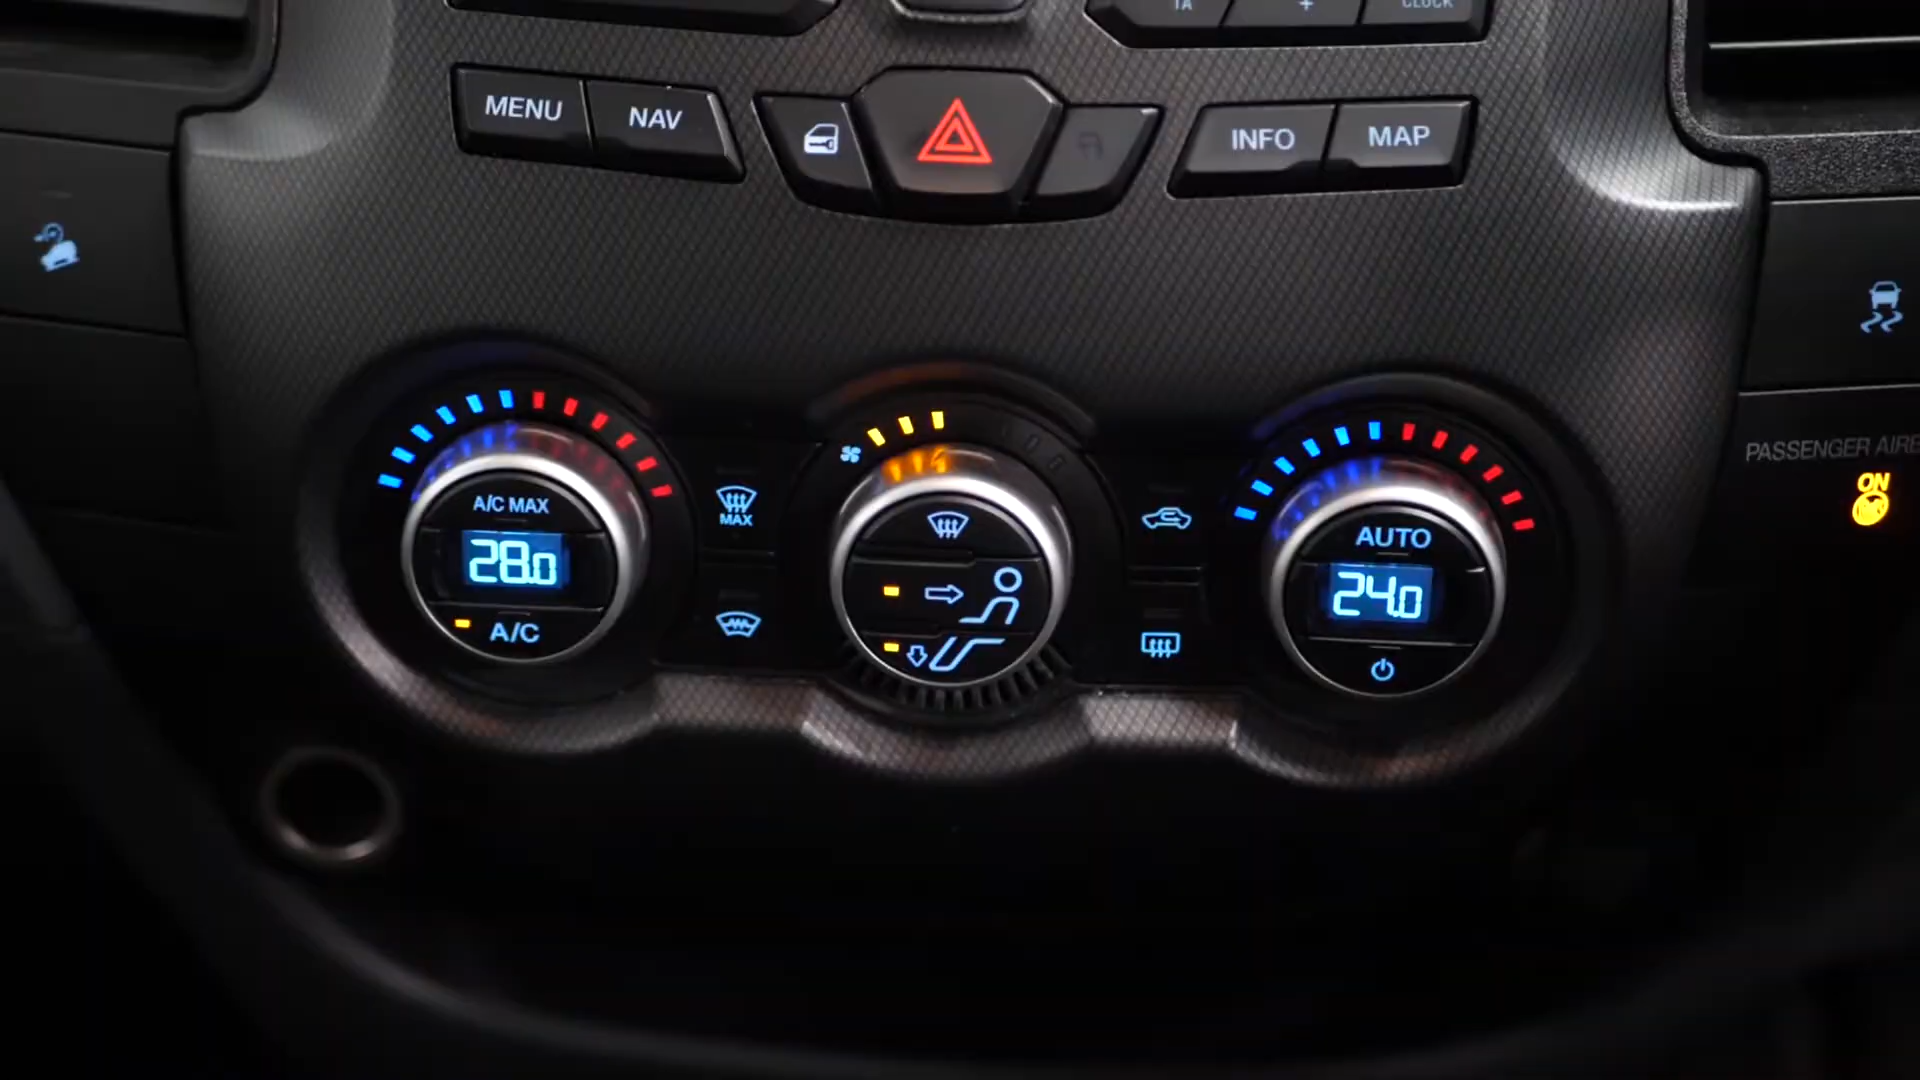 TA
+
CLOCK
MENU
NAV
INFO
MAP
PASSENGER AIRB
ON
A/C MAX
28.0
A/C
MAX
AUTO
24.0